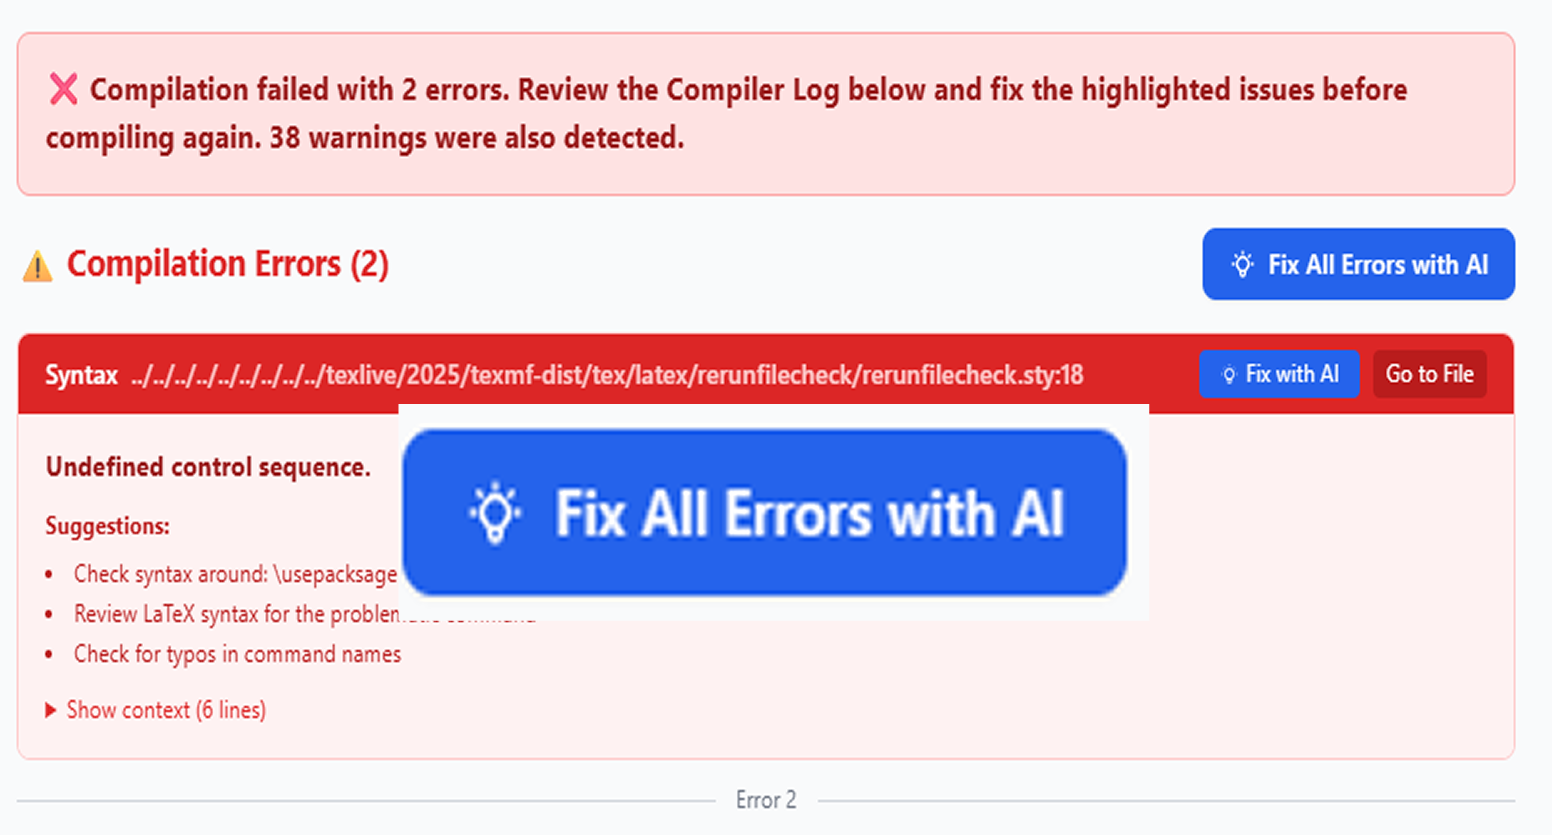 Compilation failed with 2 errors. Review the Compiler Log below and fix the highlighted issues before
compiling again. 38 warnings were also detected.
Compilation Errors (2)
Fix All Errors with AI
Syntax ../../../../../../../../../texlive/2025/texmf-dist/tex/latex/rerunfilecheck/rerunfilecheck.sty:18
Fix with AI
Go to File
Undefined control sequence.
Fix All Errors with AI
Suggestions:
• Check syntax around: \usepacksage
• Review LaTeX syntax for the
• Check for typos in command names
Show context (6 lines)
Error 2